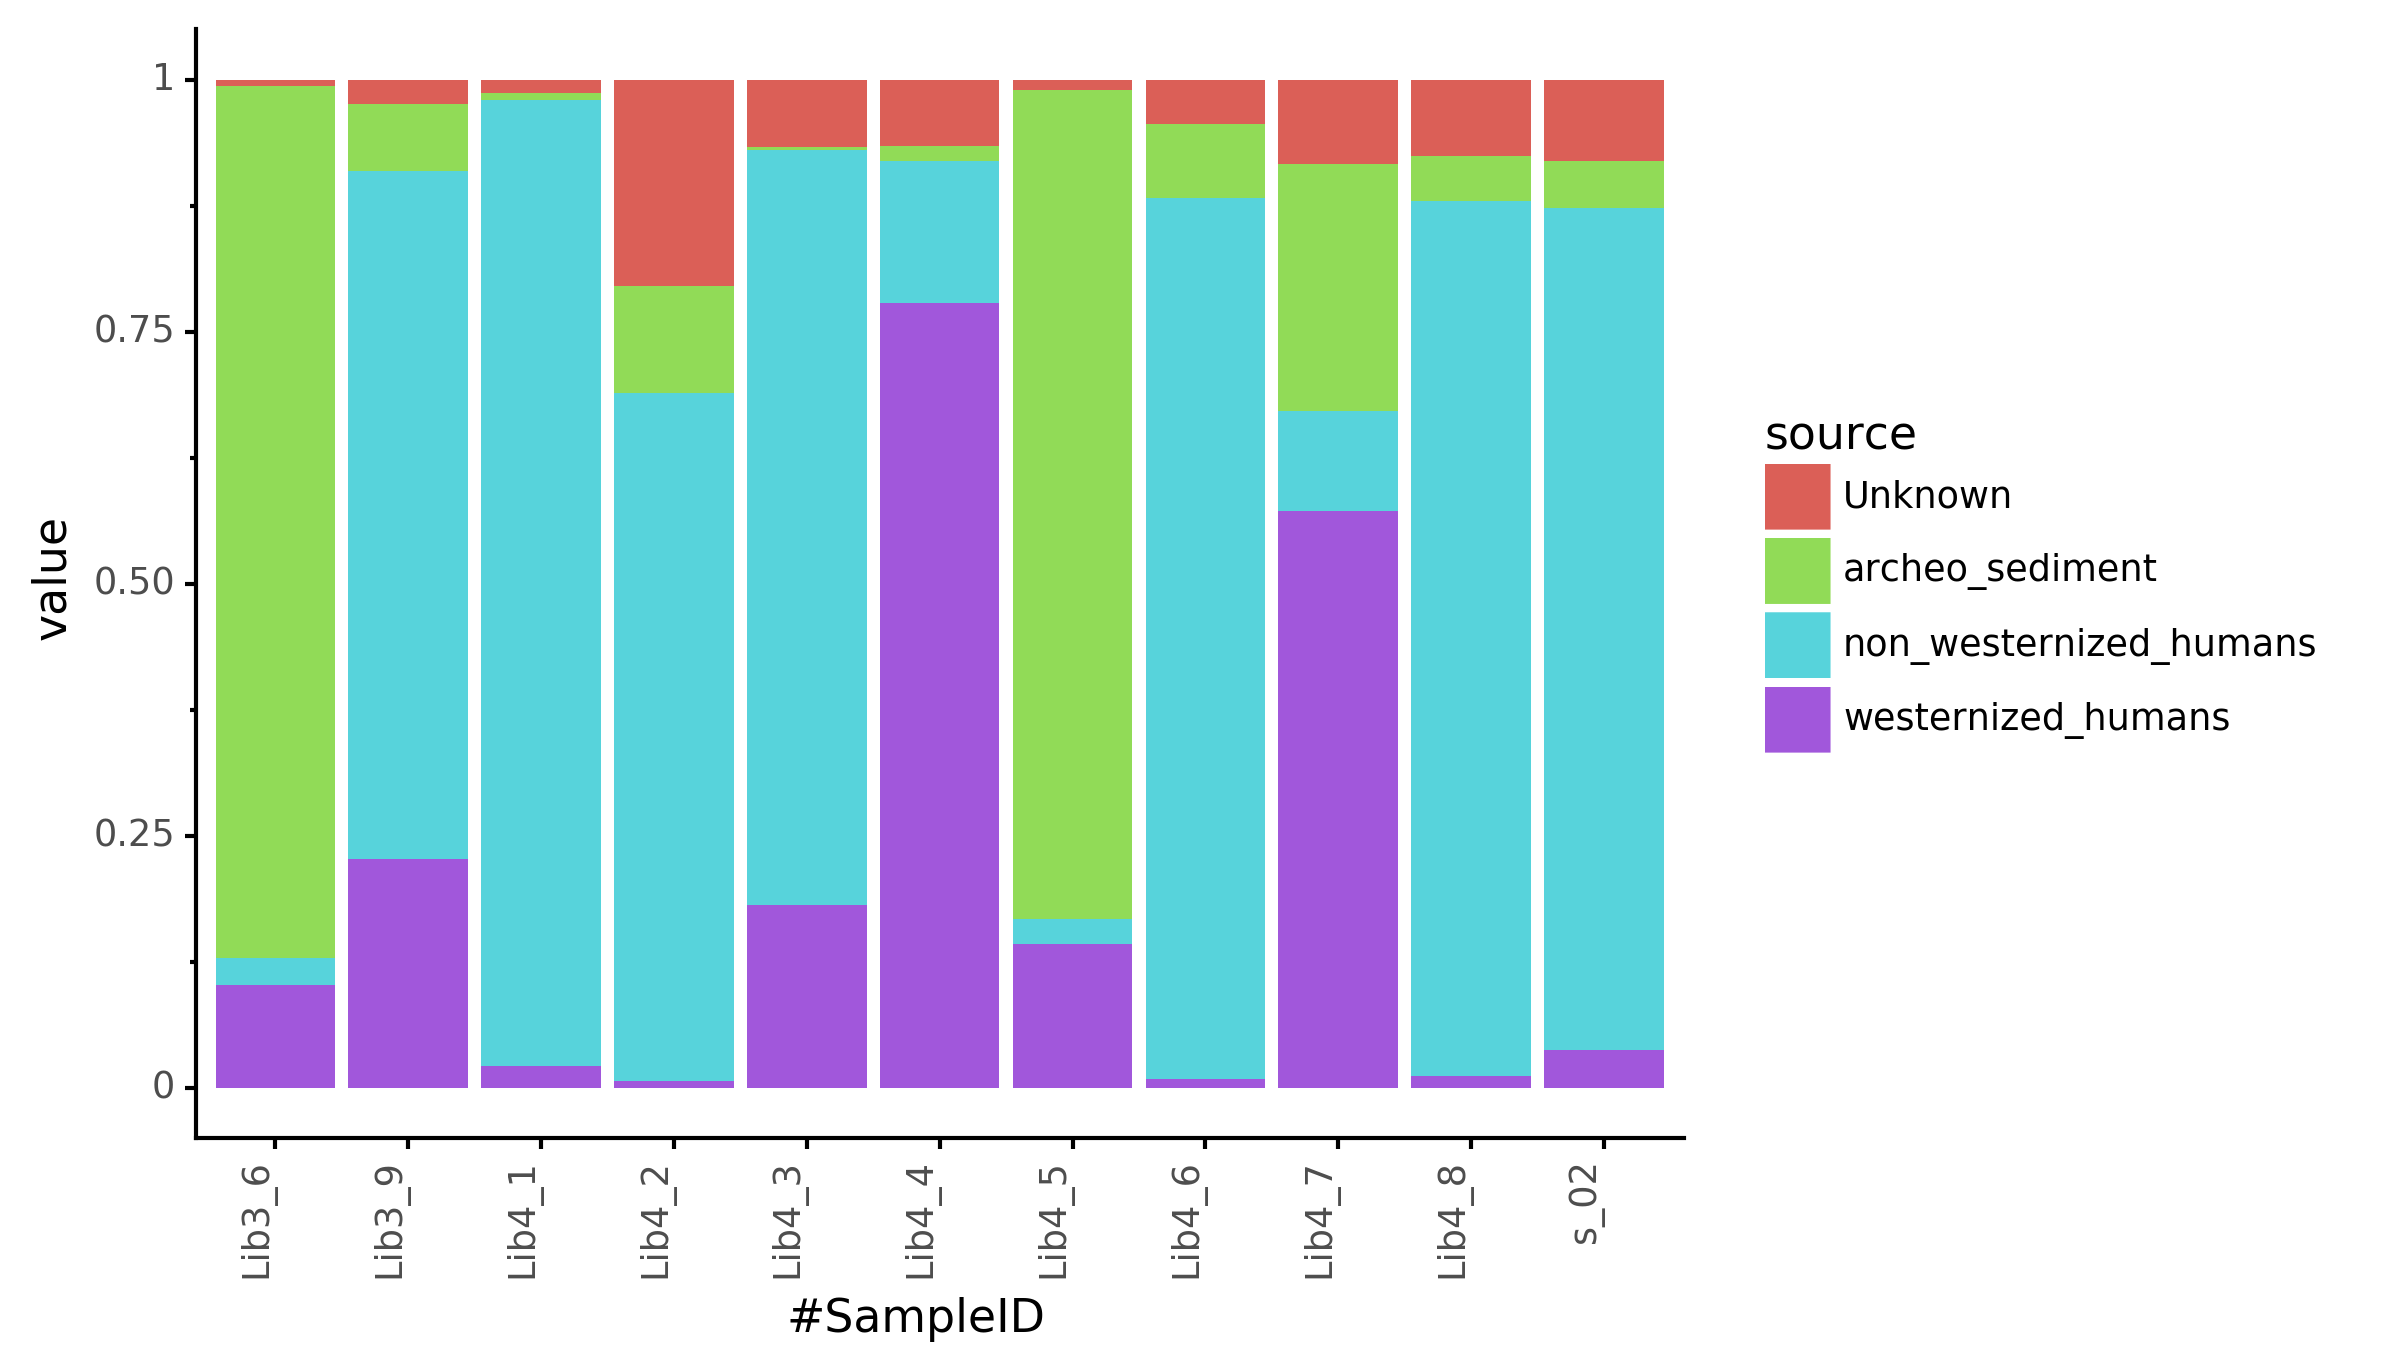 1
0.75
0.50
0.25
0
value
Lib3_6
Lib3_9
Lib4_1
Lib4_2
Lib4_3
Lib4_4
Lib4_5
Lib4_6
Lib4_7
Lib4_8
s_02
#SampleID
source
Unknown
archeo_sediment
non_westernized_humans
westernized_humans